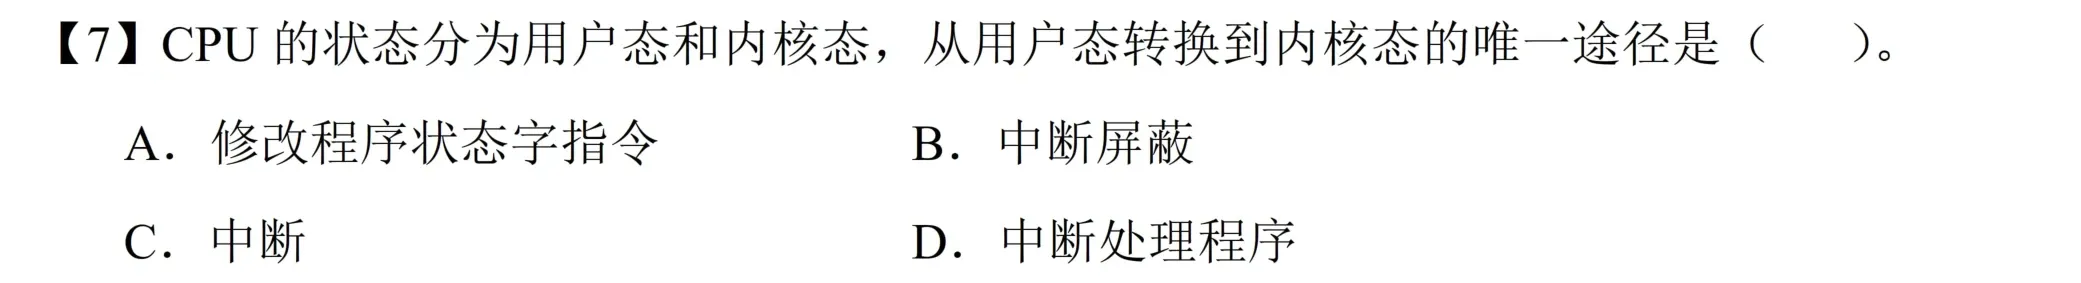 【7】CPU 的状态分为用户态和内核态，从用户态转换到内核态的唯一途径是（　　）。
A．修改程序状态字指令　　B．中断屏蔽
C．中断　　D．中断处理程序